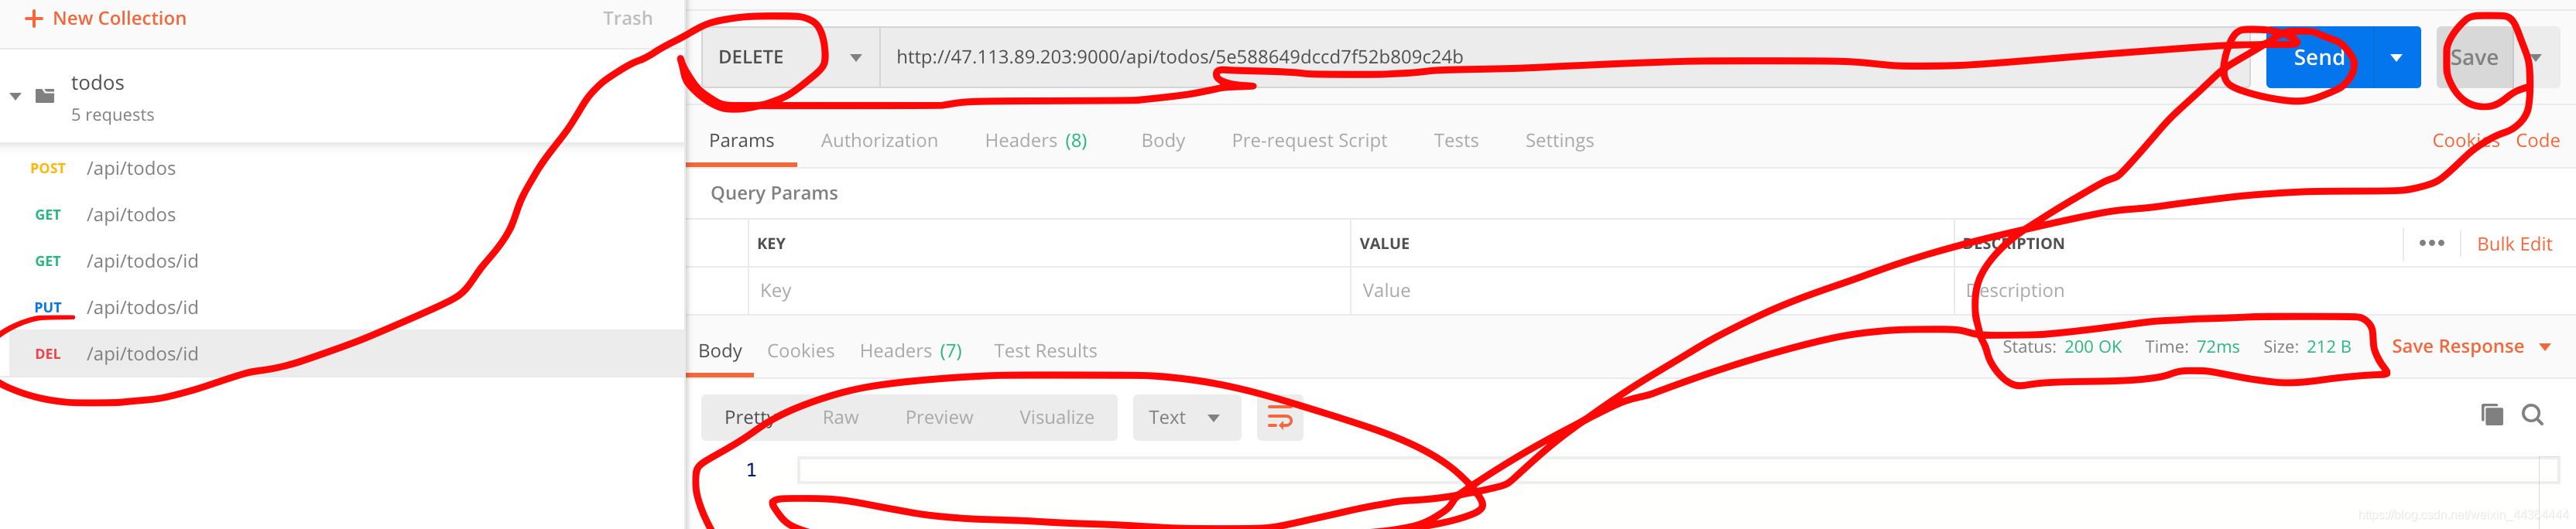 + New Collection
Trash
todos
5 requests
POST /api/todos
GET /api/todos
GET /api/todos/id
PUT /api/todos/id
DEL /api/todos/id
DELETE
http://47.113.89.203:9000/api/todos/5e588649dccd7f52b809c24b
Send
Save
Params Authorization Headers (8) Body Pre-request Script Tests Settings
Cookies Code
Query Params
KEY VALUE DESCRIPTION ••• Bulk Edit
Key Value Description
Body Cookies Headers (7) Test Results
Status: 200 OK Time: 72ms Size: 212 B Save Response
Pretty Raw Preview Visualize Text
1
https://blog.csdn.net/weixin_44364444